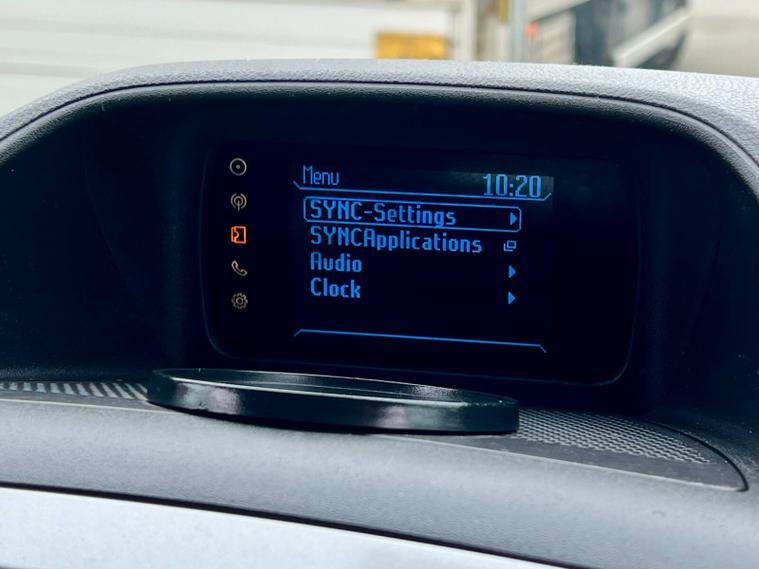 Menu 10:20
SYNC-Settings
SYNCApplications
Audio
Clock